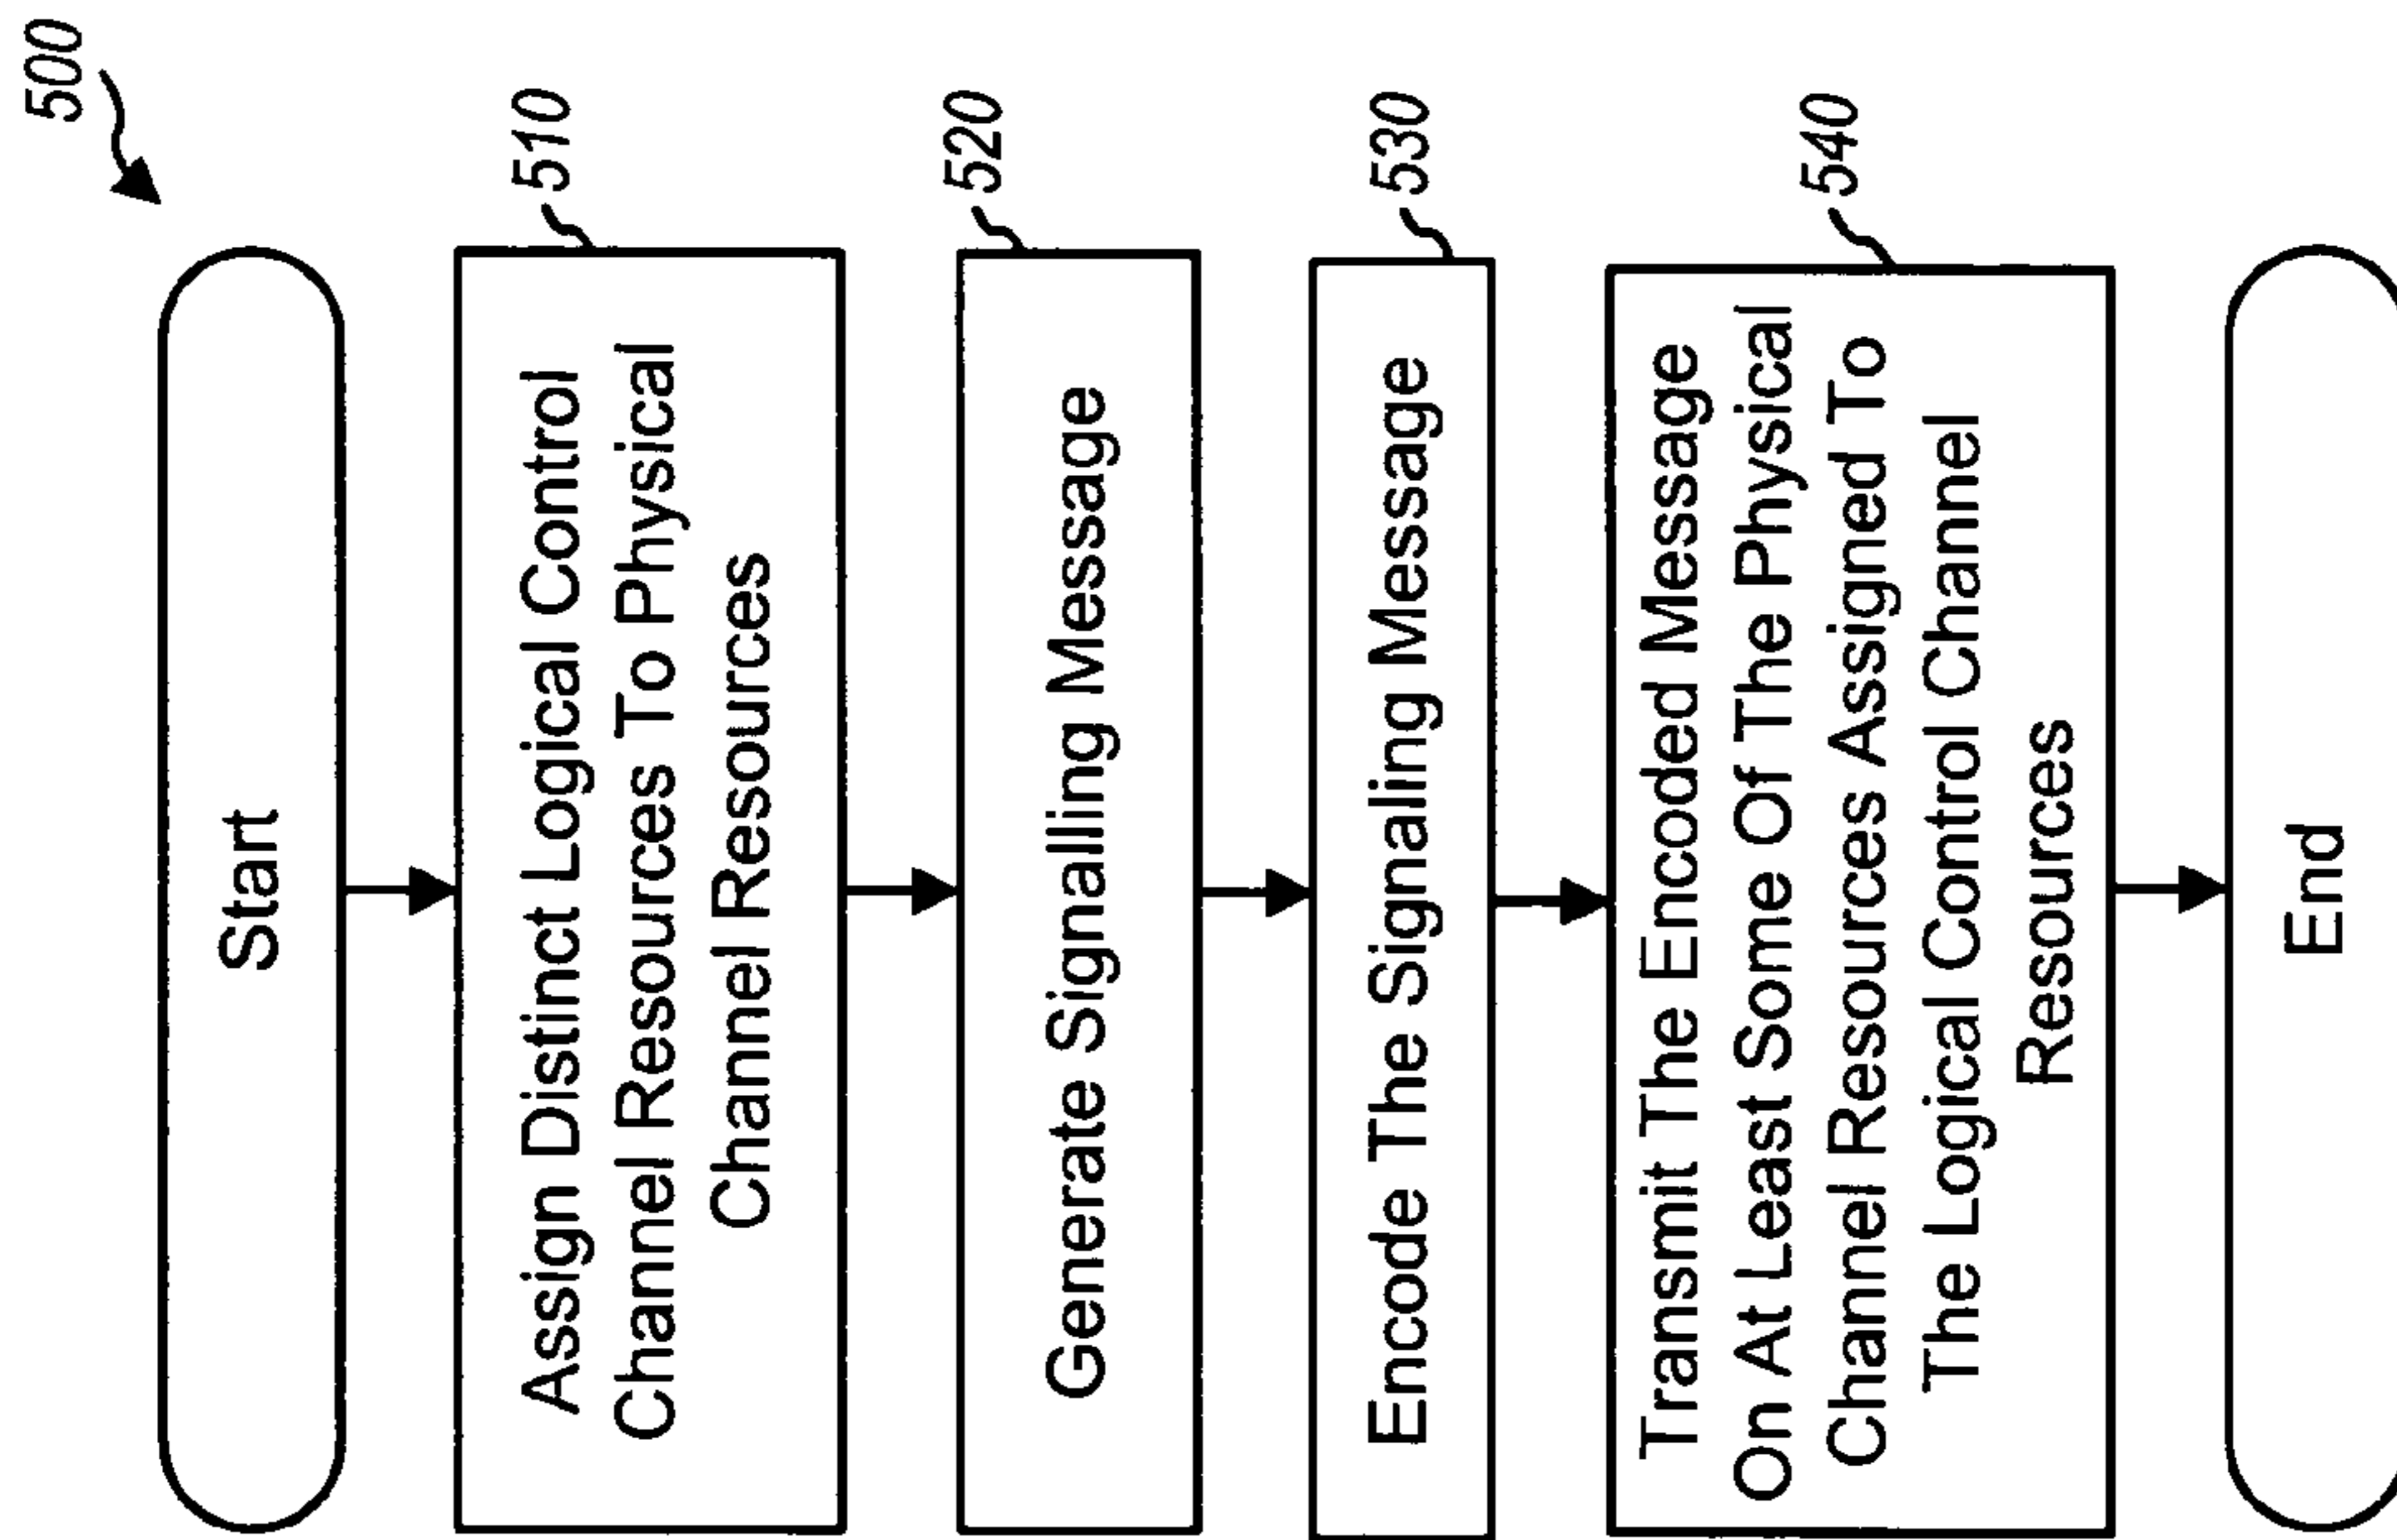 500
Start
Assign Distinct Logical Control
Channel Resources To Physical
Channel Resources
510
Generate Signalling Message
520
Encode The Signaling Message
530
Transmit The Encoded Message
On At Least Some Of The Physical
Channel Resources Assigned To
The Logical Control Channel
Resources
540
End